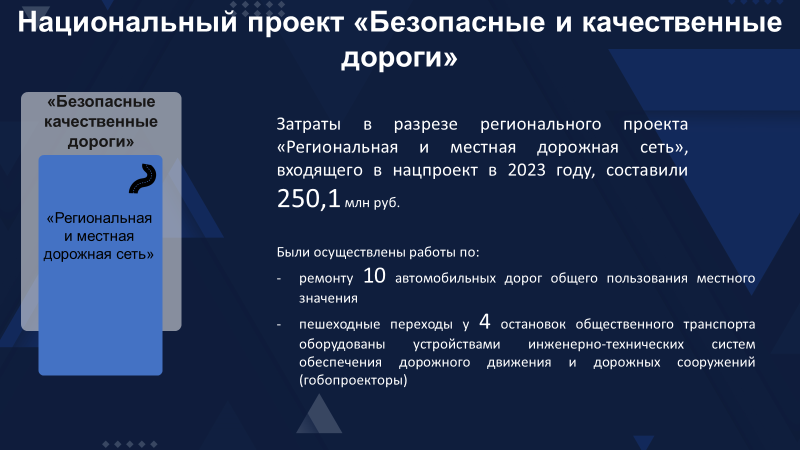 Национальный проект «Безопасные и качественные
дороги»
«Безопасные
качественные
дороги»
«Региональная
и местная
дорожная сеть»
Затраты в разрезе регионального проекта
«Региональная и местная дорожная сеть»,
входящего в нацпроект в 2023 году, составили
250,1 млн руб.
Были осуществлены работы по:
- ремонту 10 автомобильных дорог общего пользования местного
значения
- пешеходные переходы у 4 остановок общественного транспорта
оборудованы устройствами инженерно-технических систем
обеспечения дорожного движения и дорожных сооружений
(гобопроекторы)